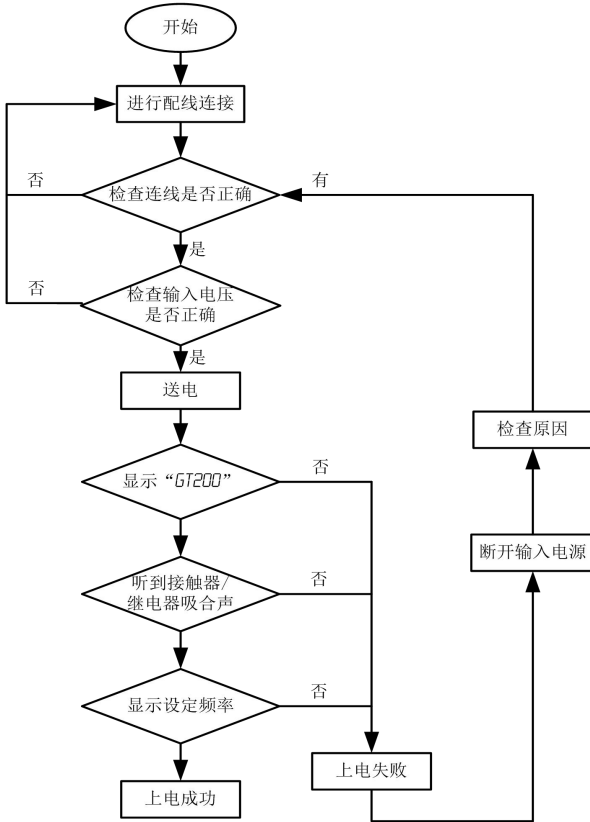 开始
进行配线连接
检查连线是否正确
否
有
是
检查输入电压
是否正确
否
是
送电
检查原因
显示“GT200”
否
断开输入电源
听到接触器/
继电器吸合声
否
显示设定频率
否
上电失败
上电成功